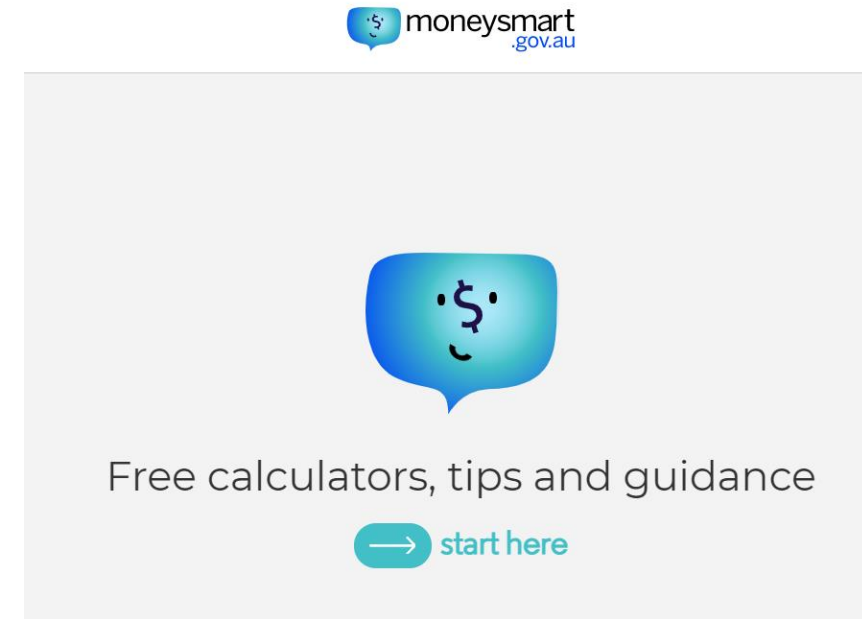 moneysmart
.gov.au
$
Free calculators, tips and guidance
start here